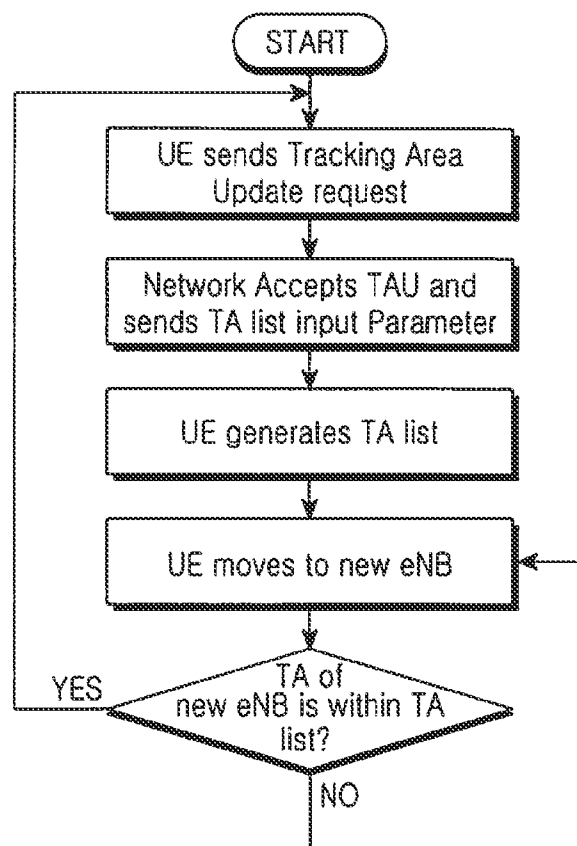 START
UE sends Tracking Area
Update request
Network Accepts TAU and
sends TA list input Parameter
UE generates TA list
UE moves to new eNB
YES
TA of
new eNB is within TA
list?
NO